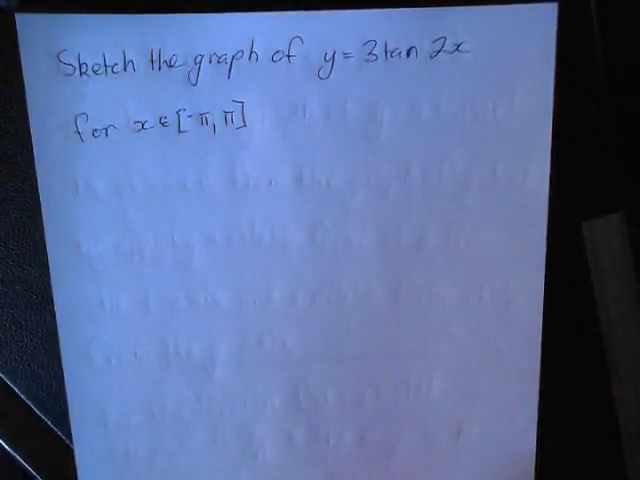 Sketch the graph of y = 3tan 2x
for x ∈ [-π, π]